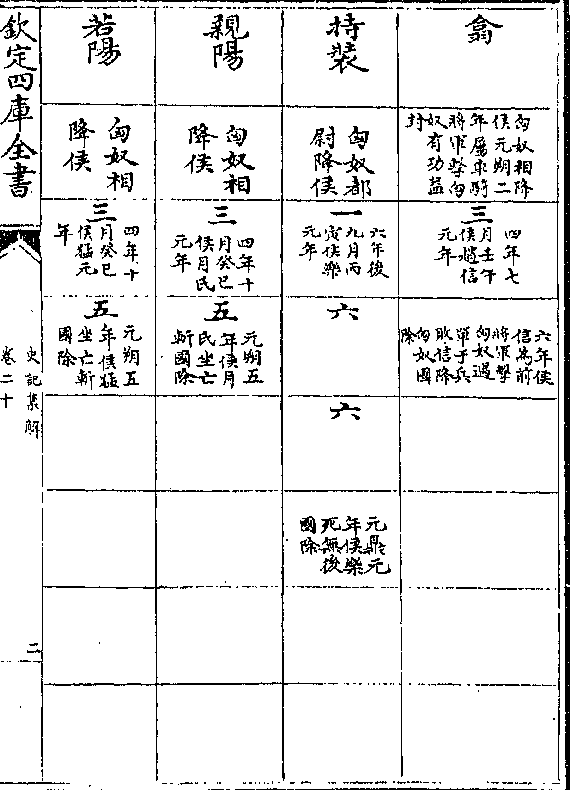 翕
匈奴相降
侯元朔二
年屬車騎
將軍擊匈
奴有功益
封
三
四年七
月壬午
侯趙信
元年
六年侯
信為前
將軍擊
匈奴遇
單于兵
敗信降
匈奴國
除
持裝
匈奴都
尉降侯
一
六年後
九月丙
寅侯樂
元年
六
六
元鼎元
年侯樂
死無後
國除
親陽
匈奴相
降侯
三
四年十
月癸巳
侯月氏
元年
五
元朔五
年侯月
氏坐亡
斬國除
若陽
匈奴相
降侯
三
四年十
月癸巳
侯猛元
年
五
元朔五
年侯猛
坐亡斬
國除
欽定四庫全書
史記集解
卷二十
二